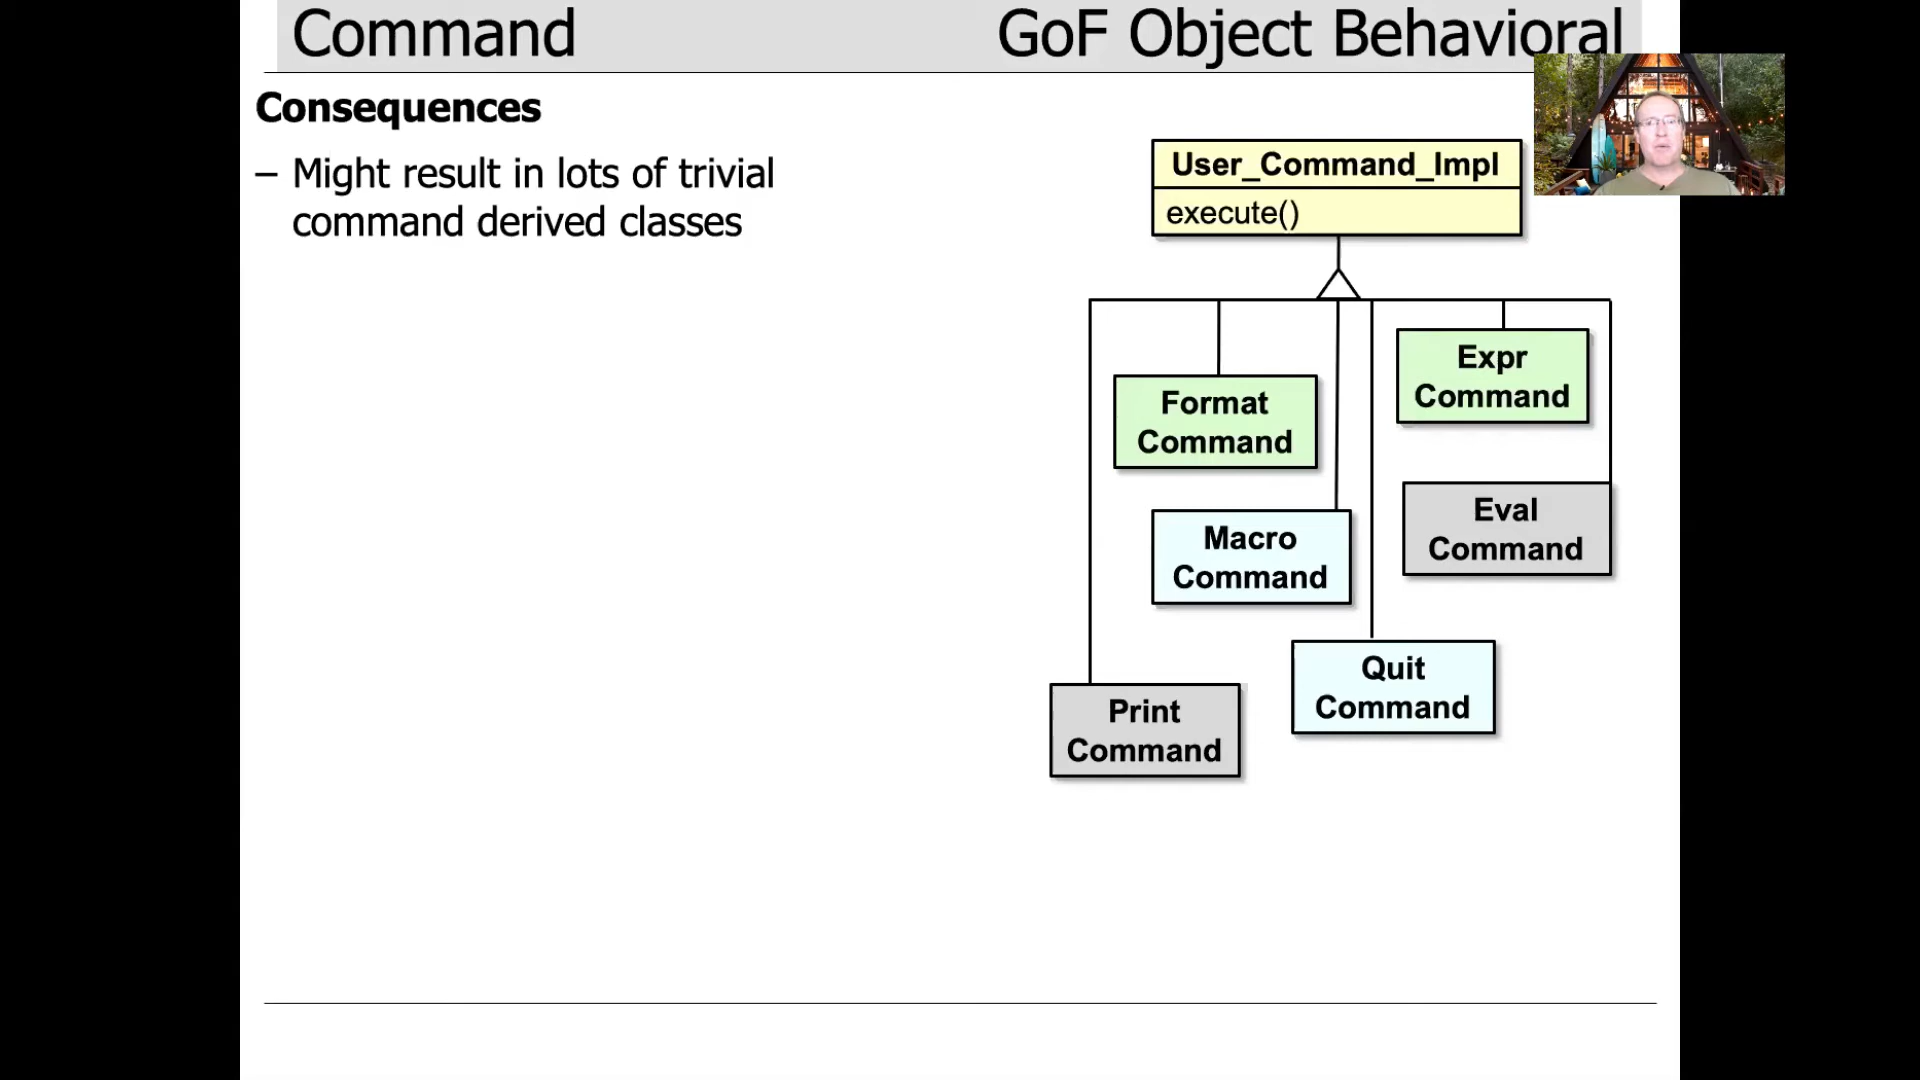 Command
GoF Object Behavioral
Consequences
– Might result in lots of trivial
command derived classes
User_Command_Impl
execute()
Expr
Command
Format
Command
Eval
Command
Macro
Command
Quit
Command
Print
Command